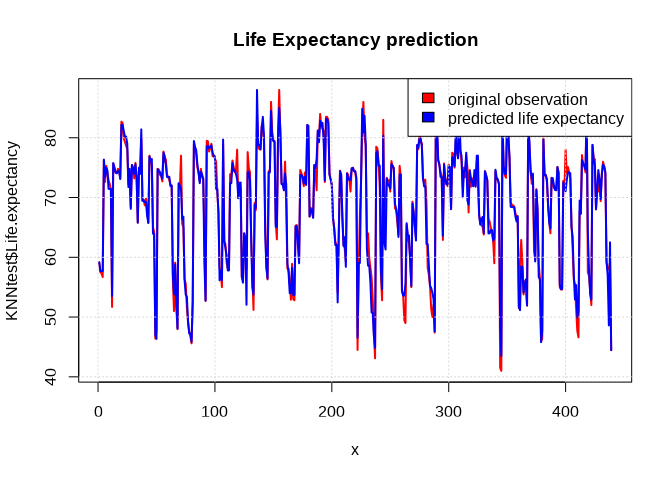 Life Expectancy prediction
original observation
predicted life expectancy
KNNtest$Life.expectancy
80
70
60
50
40
0 100 200 300 400
x